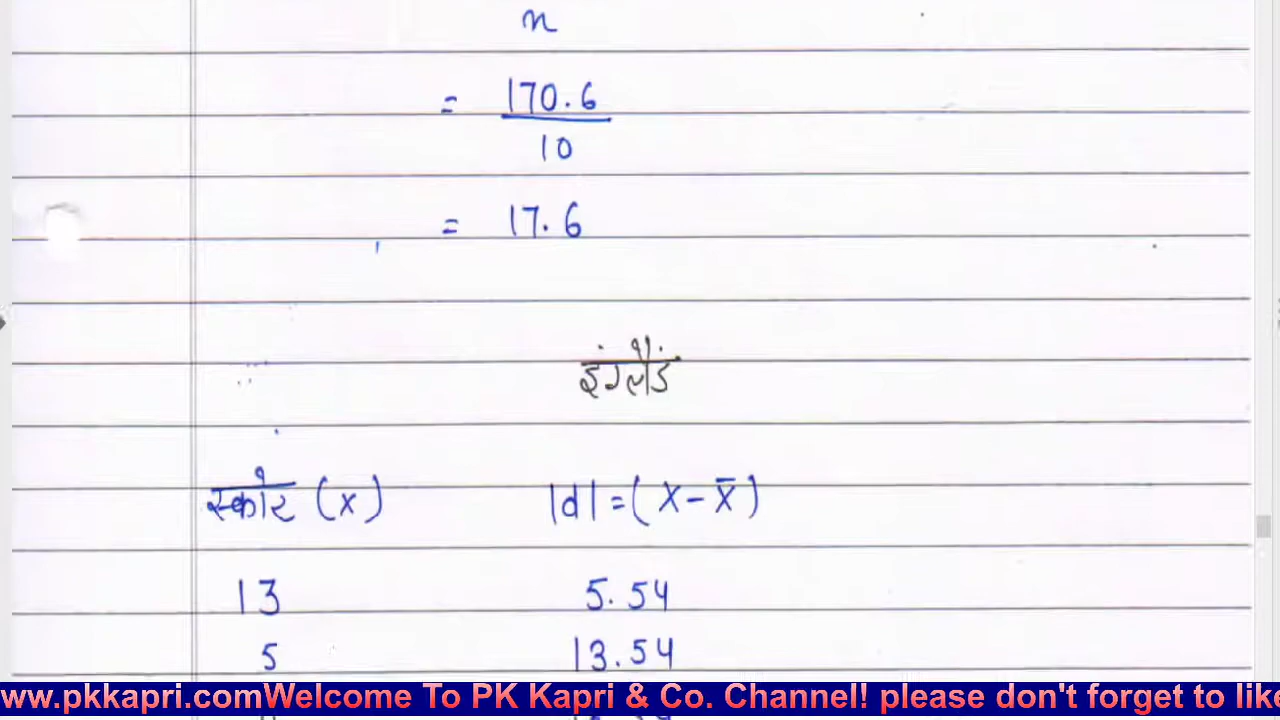 n
= 170.6
10
= 17.6
इंग्लैंड
स्कोर (x) |d| = (x - x̄)
13 5.54
5 13.54
ww.pkkapri.comWelcome To PK Kapri & Co. Channel! please don't forget to like